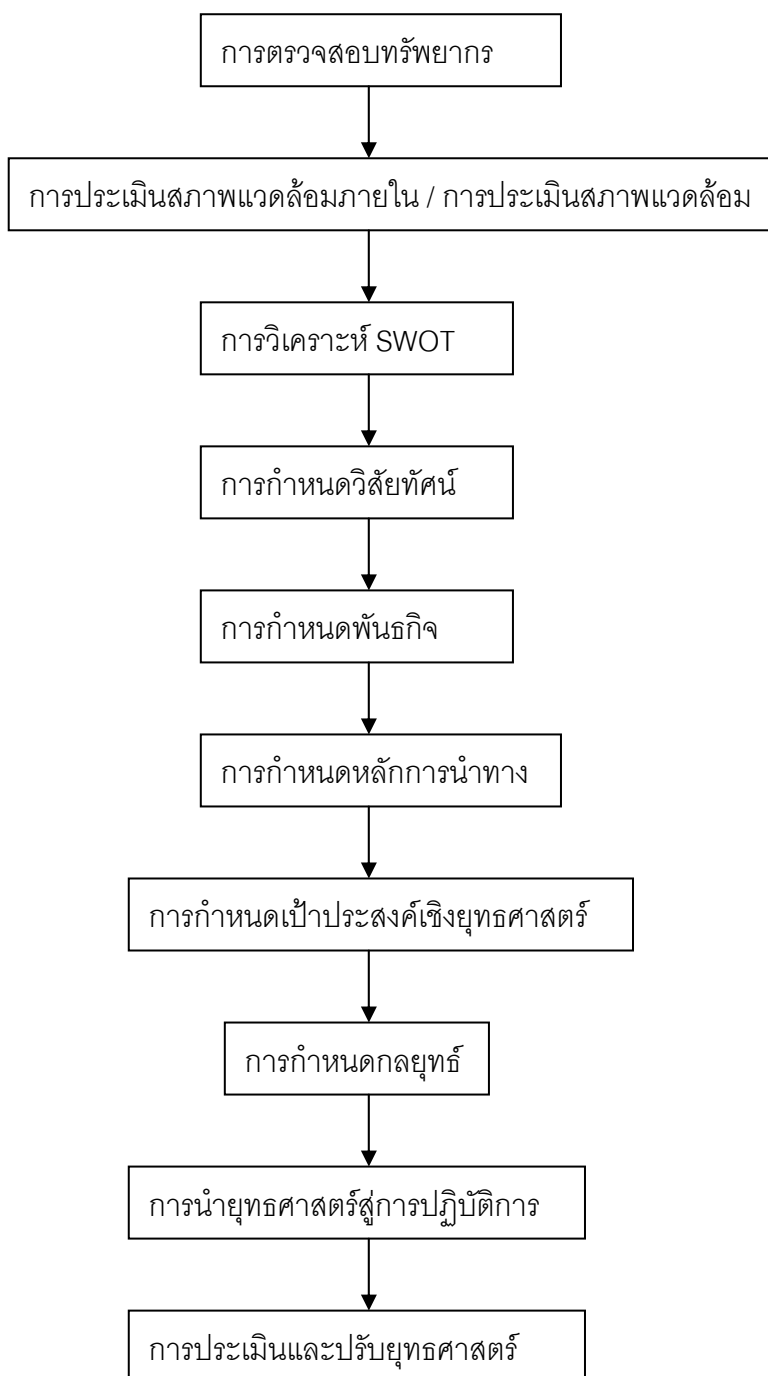 การตรวจสอบทรัพยากร
การประเมินสภาพแวดล้อมภายใน / การประเมินสภาพแวดล้อม
การวิเคราะห์ SWOT
การกำหนดวิสัยทัศน์
การกำหนดพันธกิจ
การกำหนดหลักการนำทาง
การกำหนดเป้าประสงค์เชิงยุทธศาสตร์
การกำหนดกลยุทธ์
การนำยุทธศาสตร์สู่การปฏิบัติการ
การประเมินและปรับยุทธศาสตร์